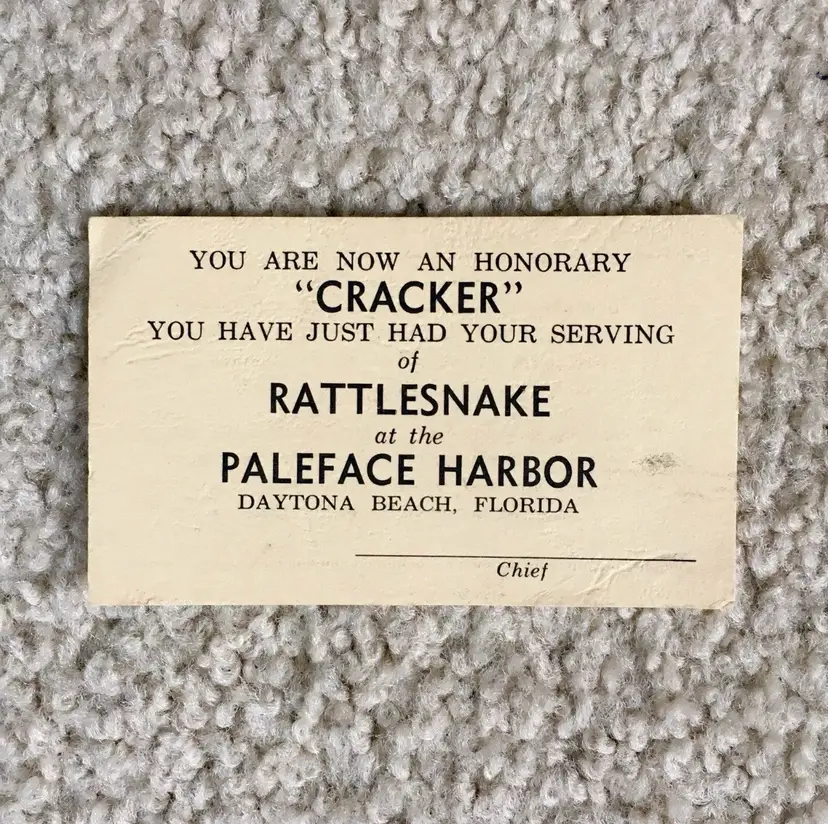 YOU ARE NOW AN HONORARY
“CRACKER”
YOU HAVE JUST HAD YOUR SERVING
of
RATTLESNAKE
at the
PALEFACE HARBOR
DAYTONA BEACH, FLORIDA
Chief